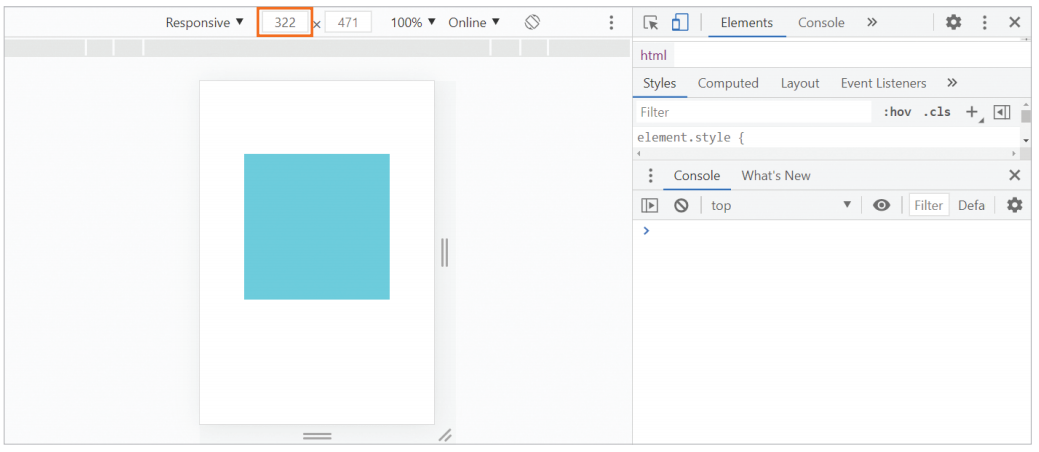 Responsive ▼ 322 × 471 100% ▼ Online ▼
Elements Console »
html
Styles Computed Layout Event Listeners »
Filter :hov .cls +
element.style {
Console What's New
top ▼ Filter Defa
>